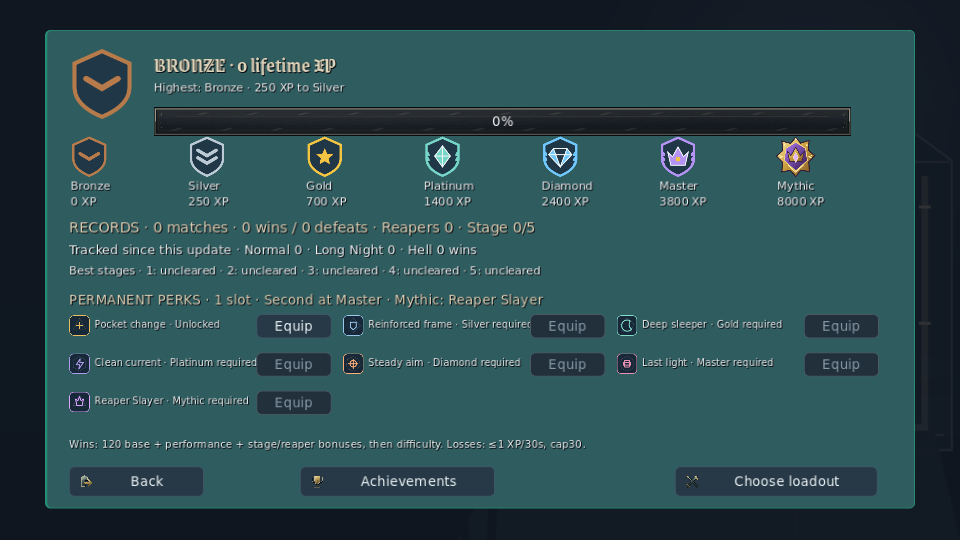 BRONZE · 0 lifetime XP
Highest: Bronze · 250 XP to Silver
0%
Bronze Silver Gold Platinum Diamond Master Mythic
0 XP 250 XP 700 XP 1400 XP 2400 XP 3800 XP 8000 XP
RECORDS · 0 matches · 0 wins / 0 defeats · Reapers 0 · Stage 0/5
Tracked since this update · Normal 0 · Long Night 0 · Hell 0 wins
Best stages · 1: uncleared · 2: uncleared · 3: uncleared · 4: uncleared · 5: uncleared
PERMANENT PERKS · 1 slot · Second at Master · Mythic: Reaper Slayer
Pocket change · Unlocked Equip Reinforced frame · Silver required Equip Deep sleeper · Gold required Equip
Clean current · Platinum required Equip Steady aim · Diamond required Equip Last light · Master required Equip
Reaper Slayer · Mythic required Equip
Wins: 120 base + performance + stage/reaper bonuses, then difficulty. Losses: ≤1 XP/30s, cap30.
Back Achievements Choose loadout